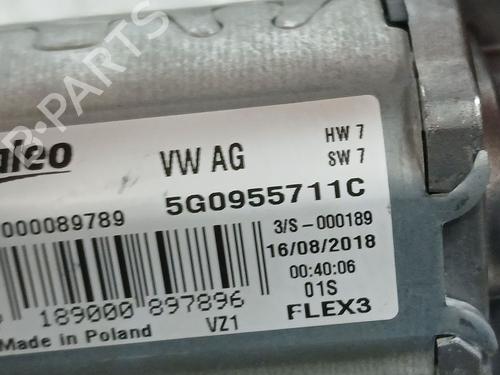 VW AG
HW 7
SW 7
5G0955711C
000089789
3/S-000189
16/08/2018
00:40:06
01S
FLEX3
189000 897896
Made in Poland
VZ1